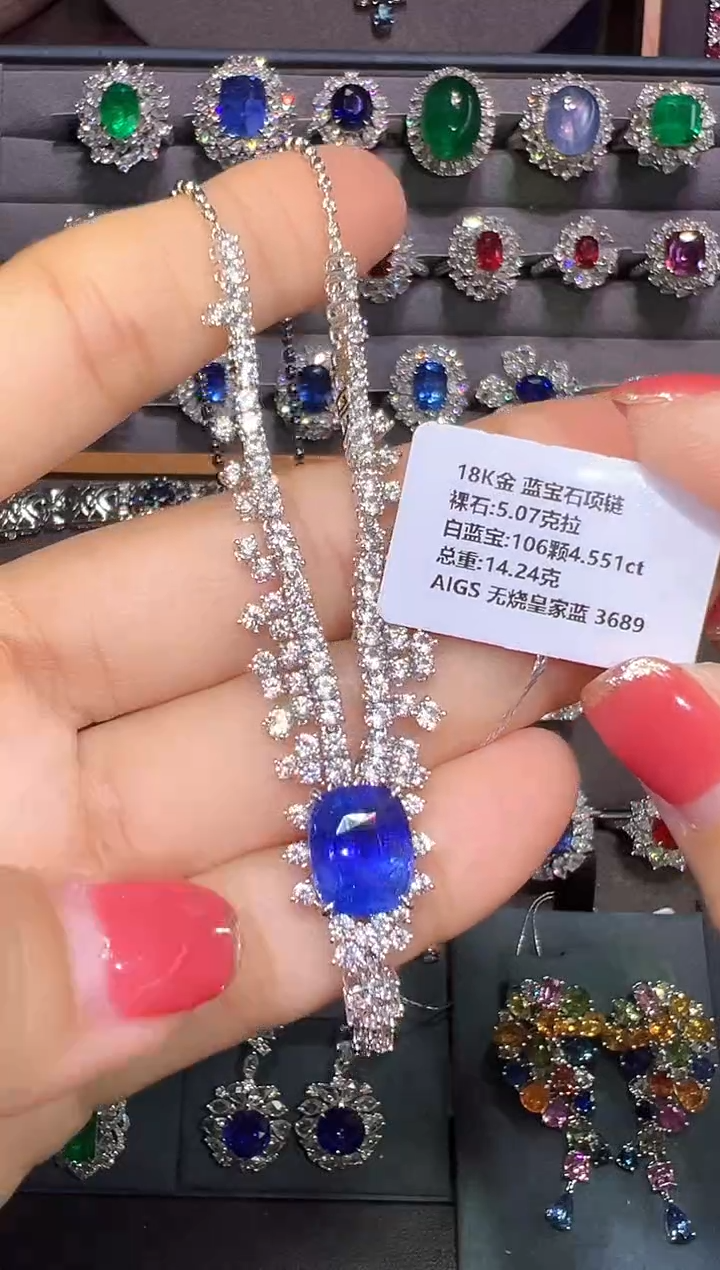 18K金 蓝宝石项链
裸石:5.07克拉
白蓝宝:106颗4.551ct
总重:14.24克
AIGS 无烧皇家蓝 3689